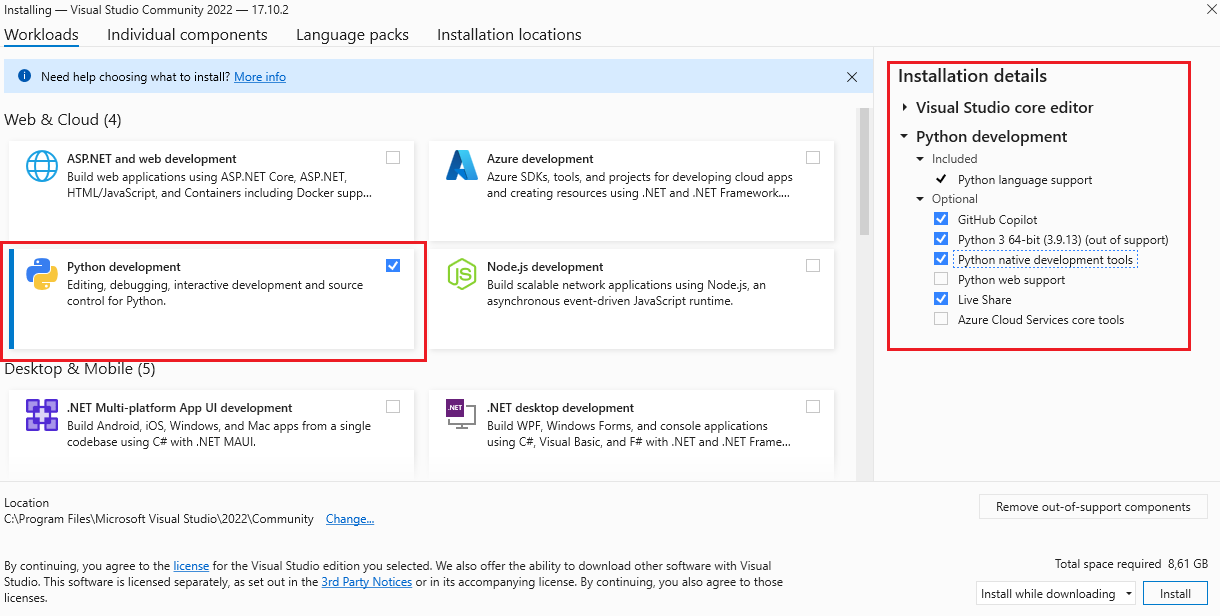 Installing — Visual Studio Community 2022 — 17.10.2
Workloads
Individual components
Language packs
Installation locations
Need help choosing what to install? More info
Web & Cloud (4)
ASP.NET and web development
Build web applications using ASP.NET Core, ASP.NET,
HTML/JavaScript, and Containers including Docker supp...
Azure development
Azure SDKs, tools, and projects for developing cloud apps
and creating resources using .NET and .NET Framework....
Python development
Editing, debugging, interactive development and source
control for Python.
Node.js development
Build scalable network applications using Node.js, an
asynchronous event-driven JavaScript runtime.
Desktop & Mobile (5)
.NET Multi-platform App UI development
Build Android, iOS, Windows, and Mac apps from a single
codebase using C# with .NET MAUI.
.NET
.NET desktop development
Build WPF, Windows Forms, and console applications
using C#, Visual Basic, and F# with .NET and .NET Frame...
Installation details
Visual Studio core editor
Python development
Included
Python language support
Optional
GitHub Copilot
Python 3 64-bit (3.9.13) (out of support)
Python native development tools
Python web support
Live Share
Azure Cloud Services core tools
Location
C:\Program Files\Microsoft Visual Studio\2022\Community Change...
Remove out-of-support components
By continuing, you agree to the license for the Visual Studio edition you selected. We also offer the ability to download other software with Visual
Studio. This software is licensed separately, as set out in the 3rd Party Notices or in its accompanying license. By continuing, you also agree to those
licenses.
Total space required 8,61 GB
Install while downloading
Install